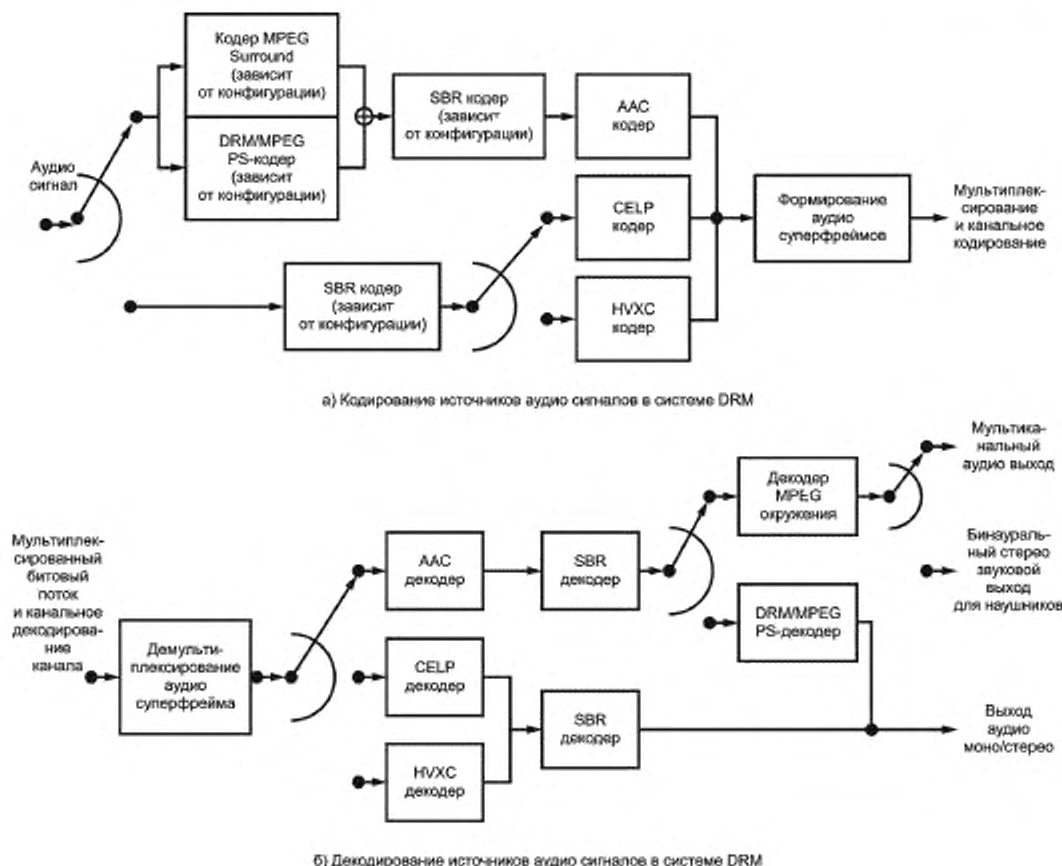 Кодер MPEG
Surround
(зависит
от конфигурации)
DRM/MPEG
PS-кодер
(зависит
от конфигурации)
SBR кодер
(зависит
от конфигурации)
AAC
кодер
Аудио
сигнал
CELP
кодер
Формирование
аудио
суперфреймов
Мультиплек-
сирование
и канальное
кодирование
SBR кодер
(зависит
от конфигурации)
HVXC
кодер
а) Кодирование источников аудио сигналов в системе DRM
Мультика-
нальный
аудио выход
Декодер
MPEG
окружения
Мультиплек-
сированный
битовый
поток
и канальное
декодирова-
ние
канала
AAC
декодер
SBR
декодер
Бинаураль-
ный стерео
звуковой
выход
для наушников
DRM/MPEG
PS-декодер
Демульти-
плексирование
аудио
суперфрейма
CELP
декодер
SBR
декодер
Выход
аудио
моно/стерео
HVXC
декодер
б) Декодирование источников аудио сигналов в системе DRM